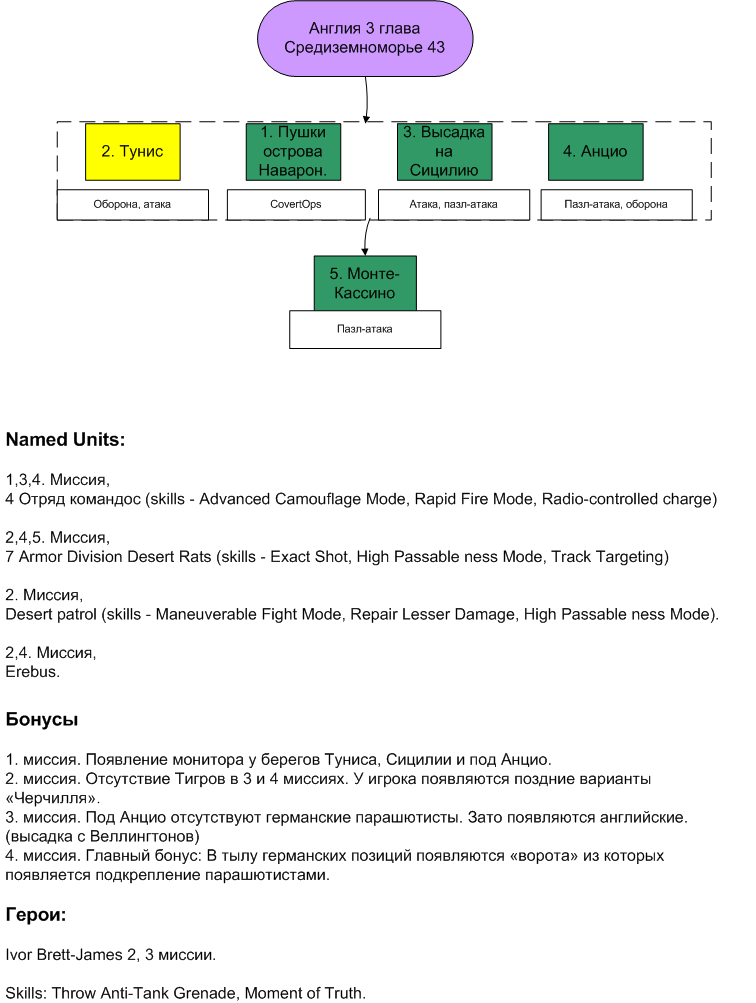 Англия 3 глава
Средиземноморье 43
2. Тунис
1. Пушки
острова
Наварон.
3. Высадка
на
Сицилию
4. Анцио
Оборона, атака
CovertOps
Атака, пазл-атака
Пазл-атака, оборона
5. Монте-
Кассино
Пазл-атака
Named Units:
1,3,4. Миссия,
4 Отряд командос (skills - Advanced Camouflage Mode, Rapid Fire Mode, Radio-controlled charge)
2,4,5. Миссия,
7 Armor Division Desert Rats (skills - Exact Shot, High Passable ness Mode, Track Targeting)
2. Миссия,
Desert patrol (skills - Maneuverable Fight Mode, Repair Lesser Damage, High Passable ness Mode).
2,4. Миссия,
Erebus.
Бонусы
1. миссия. Появление монитора у берегов Туниса, Сицилии и под Анцио.
2. миссия. Отсутствие Тигров в 3 и 4 миссиях. У игрока появляются поздние варианты
«Черчилля».
3. миссия. Под Анцио отсутствуют германские парашютисты. Зато появляются английские.
(высадка с Веллингтонов)
4. миссия. Главный бонус: В тылу германских позиций появляются «ворота» из которых
появляется подкрепление парашютистами.
Герои:
Ivor Brett-James 2, 3 миссии.
Skills: Throw Anti-Tank Grenade, Moment of Truth.